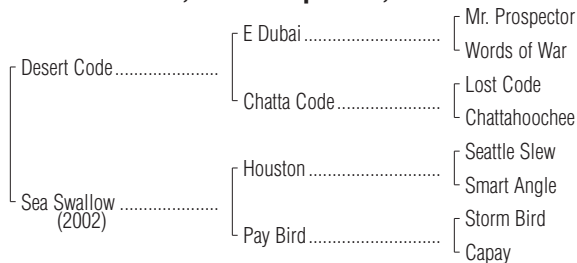 Mr. Prospector
E Dubai
Words of War
Desert Code
Lost Code
Chatta Code
Chattahoochee
Seattle Slew
Houston
Smart Angle
Sea Swallow
(2002)
Storm Bird
Pay Bird
Capay